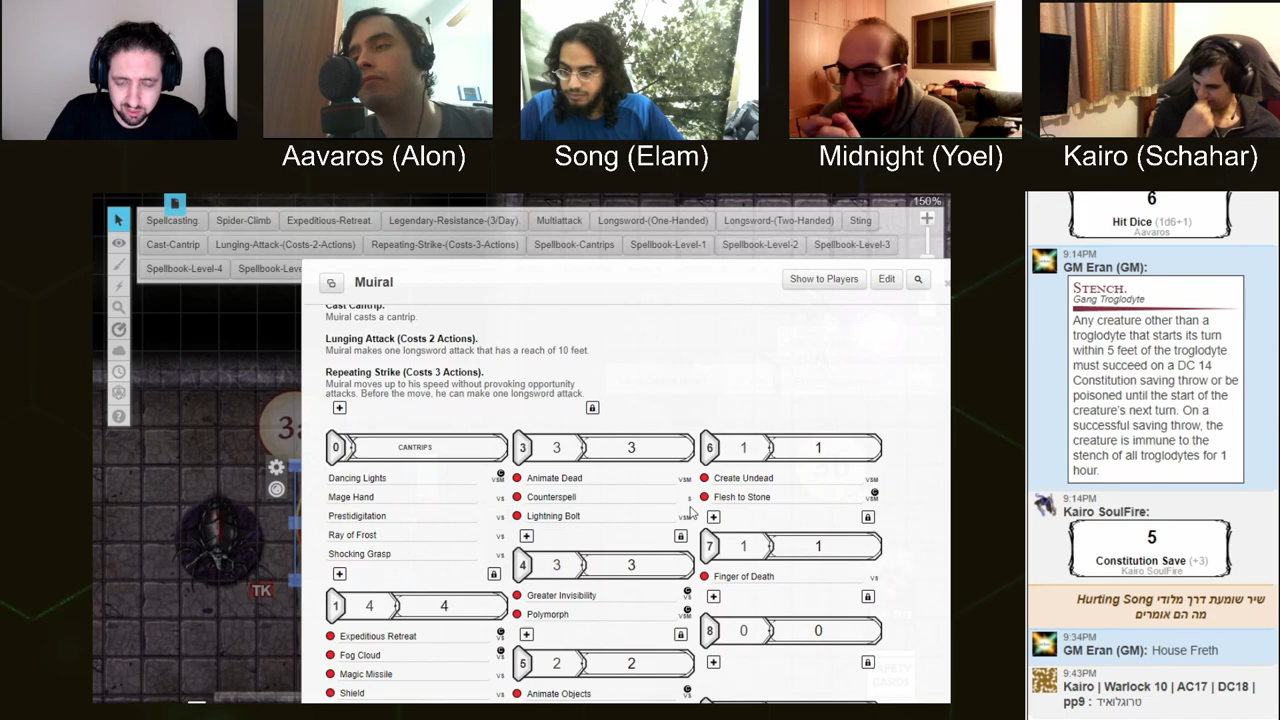 Aavaros (Alon)
Song (Elam)
Midnight (Yoel)
Kairo (Schahar)
150%
Spellcasting.
Spider-Climb
Expeditious-Retreat.
Legendary-Resistance-(3/Day).
Multiattack
Longsword-(One-Handed)
Longsword-(Two-Handed)
Sting
Cast-Cantrip
Lunging-Attack-(Costs-2-Actions)
Repeating-Strike-(Costs-3-Actions)
Spellbook-Cantrips
Spellbook-Level-1
Spellbook-Level-2
Spellbook-Level-3
Spellbook-Level-4
Muiral
Show to Players
Edit
Cast Cantrip.
Muiral casts a cantrip.
Lunging Attack (Costs 2 Actions).
Muiral makes one longsword attack that has a reach of 10 feet.
Repeating Strike (Costs 3 Actions).
Muiral moves up to his speed without provoking opportunity
attacks. Before the move, he can make one longsword attack.
0 CANTRIPS
Dancing Lights
Mage Hand
Prestidigitation
Ray of Frost
Shocking Grasp
1 4 4
Expeditious Retreat
Fog Cloud
Magic Missile
Shield
3 3 3
Animate Dead
Counterspell
Lightning Bolt
4 3 3
Greater Invisibility
Polymorph
5 2 2
Animate Objects
6 1 1
Create Undead
Flesh to Stone
7 1 1
Finger of Death
8 0 0
TK
6
Hit Dice (1d6+1)
Aavaros
9:14PM
GM Eran (GM):
STENCH.
Gang Troglodyte
Any creature other than a
troglodyte that starts its turn
within 5 feet of the troglodyte
must succeed on a DC 14
Constitution saving throw or be
poisoned until the start of the
creature's next turn. On a
successful saving throw, the
creature is immune to the
stench of all troglodytes for 1
hour.
9:14PM
Kairo SoulFire:
5
Constitution Save (+3)
Kairo SoulFire
שיר שומעת דרך מלודי Hurting Song
מה הם אומרים
9:34PM
GM Eran (GM): House Freth
9:43PM
Kairo | Warlock 10 | AC17 | DC18 |
pp9 : טרוגלואיד